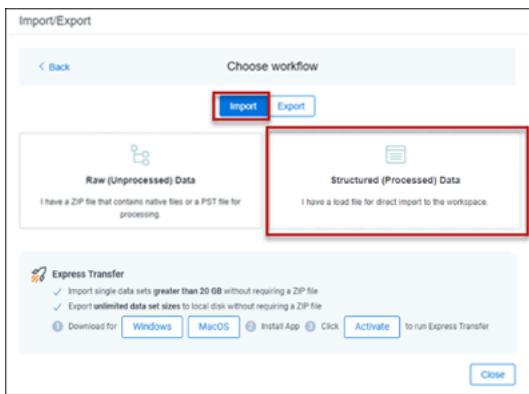 Import/Export
Back
Choose workflow
Import
Export
Raw (Unprocessed) Data
I have a ZIP file that contains native files or a PST file for
processing.
Structured (Processed) Data
I have a load file for direct import to the workspace.
Express Transfer
Import single data sets greater than 20 GB without requiring a ZIP file
Export unlimited data set sizes to local disk without requiring a ZIP file
1 Download for Windows MacOS 2 Install App 3 Click Activate to run Express Transfer
Close